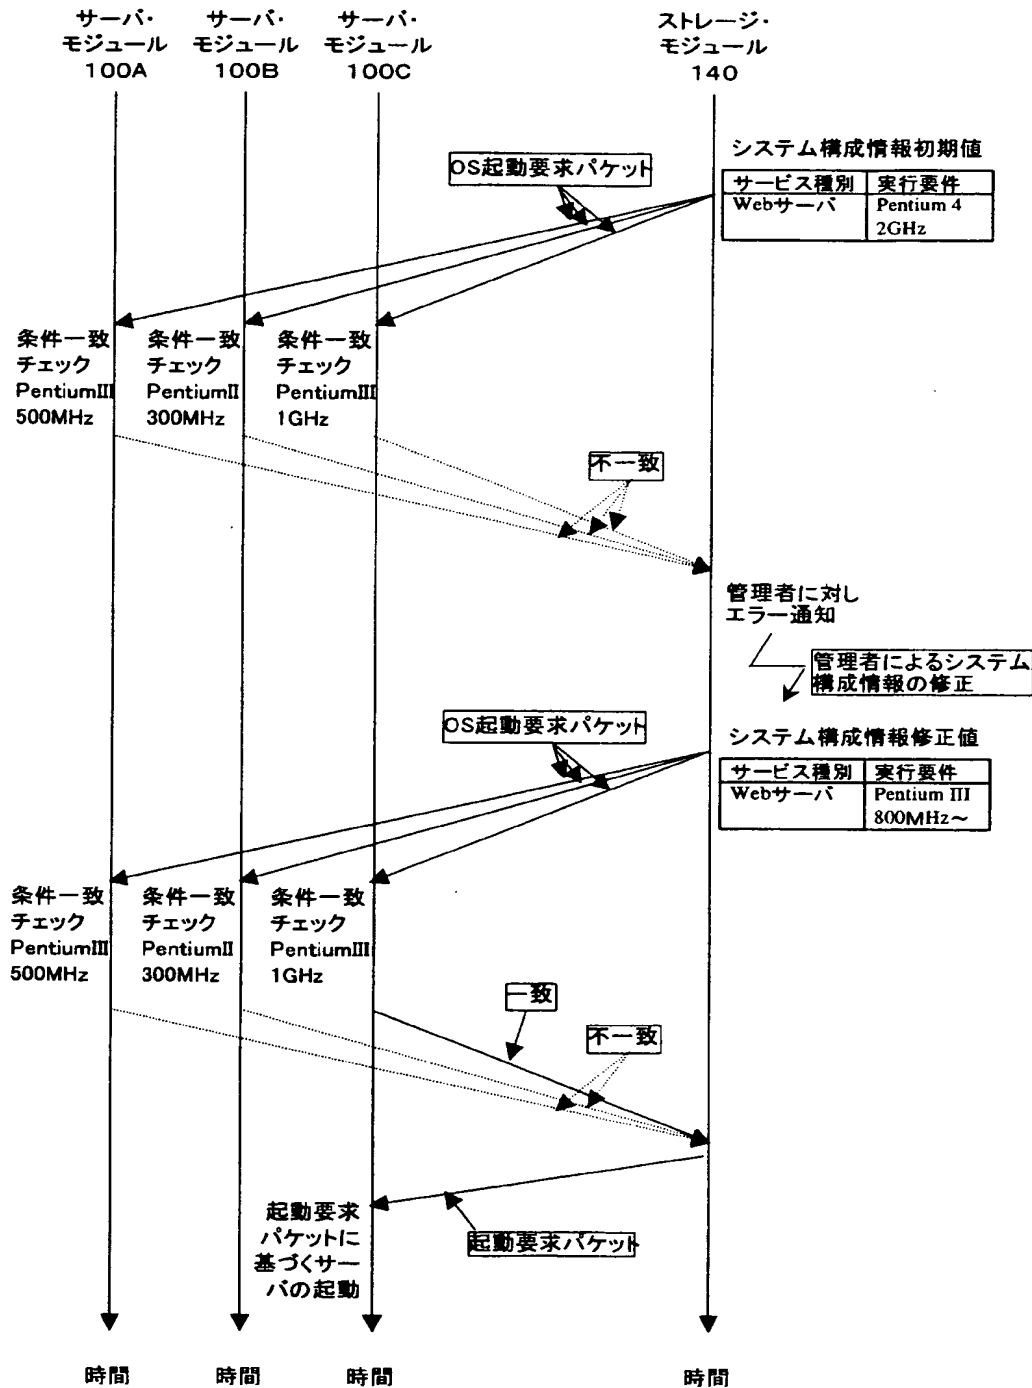 サーバ・
モジュール
100A
サーバ・
モジュール
100B
サーバ・
モジュール
100C
ストレージ・
モジュール
140
OS起動要求パケット
システム構成情報初期値
サービス種別 実行要件
Webサーバ Pentium 4
2GHz
条件一致
チェック
PentiumIII
500MHz
条件一致
チェック
PentiumII
300MHz
条件一致
チェック
PentiumIII
1GHz
不一致
管理者に対し
エラー通知
管理者によるシステム
構成情報の修正
OS起動要求パケット
システム構成情報修正値
サービス種別 実行要件
Webサーバ Pentium III
800MHz～
条件一致
チェック
PentiumIII
500MHz
条件一致
チェック
PentiumII
300MHz
条件一致
チェック
PentiumIII
1GHz
一致
不一致
起動要求
パケットに
基づくサー
バの起動
起動要求パケット
時間
時間
時間
時間